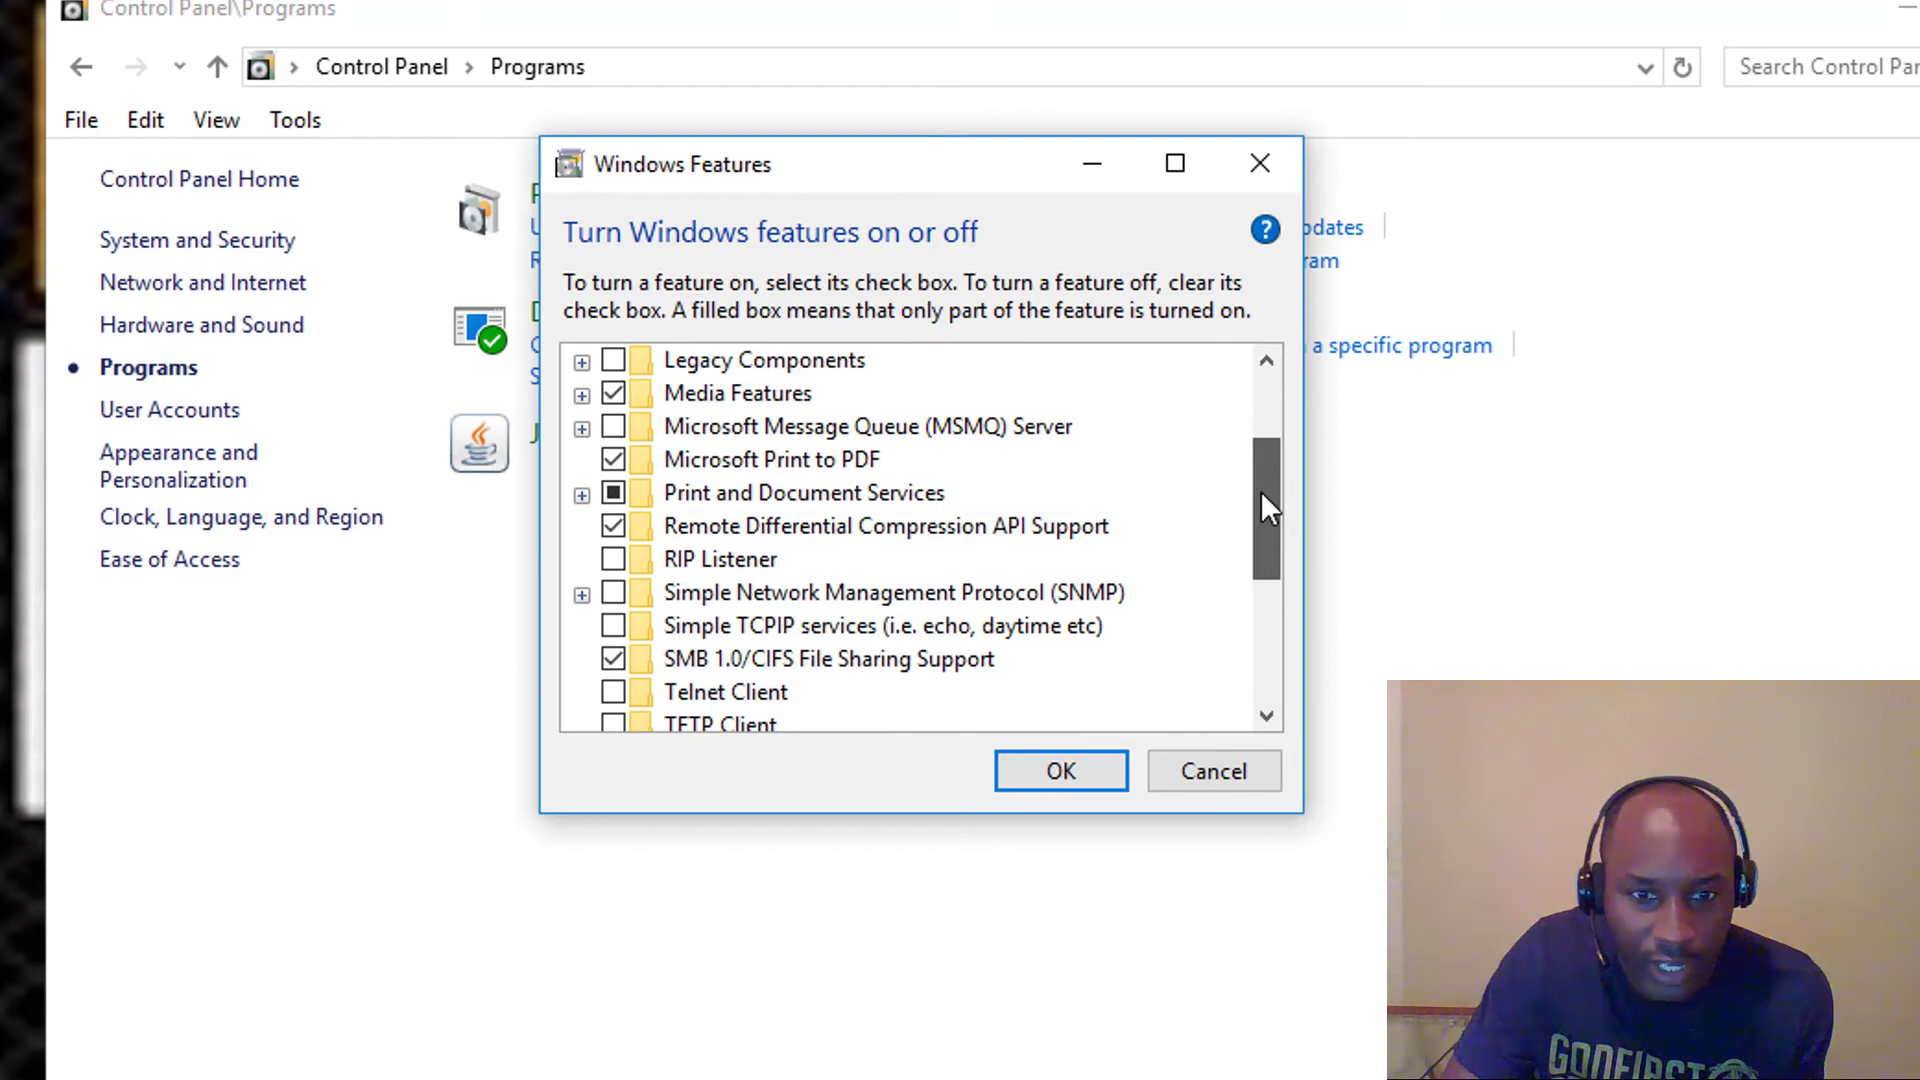 Control Panel\Programs
Control Panel > Programs
Search Control Par
File Edit View Tools
Control Panel Home
System and Security
Network and Internet
Hardware and Sound
Programs
User Accounts
Appearance and
Personalization
Clock, Language, and Region
Ease of Access
Windows Features
Turn Windows features on or off
To turn a feature on, select its check box. To turn a feature off, clear its
check box. A filled box means that only part of the feature is turned on.
Legacy Components
Media Features
Microsoft Message Queue (MSMQ) Server
Microsoft Print to PDF
Print and Document Services
Remote Differential Compression API Support
RIP Listener
Simple Network Management Protocol (SNMP)
Simple TCPIP services (i.e. echo, daytime etc)
SMB 1.0/CIFS File Sharing Support
Telnet Client
TFTP Client
OK Cancel
pdates
ram
a specific program
GODFIRST